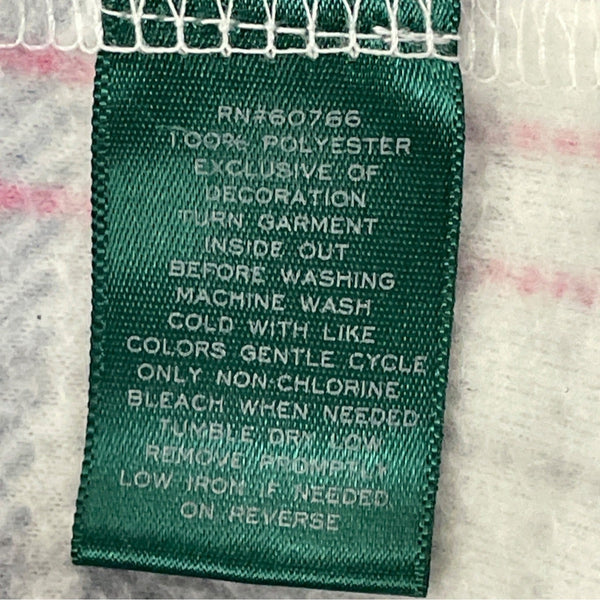 RN#60766
100% POLYESTER
EXCLUSIVE OF
DECORATION
TURN GARMENT
INSIDE OUT
BEFORE WASHING
MACHINE WASH
COLD WITH LIKE
COLORS GENTLE CYCLE
ONLY NON-CHLORINE
BLEACH WHEN NEEDED
TUMBLE DRY LOW
REMOVE PROMPTLY
LOW IRON IF NEEDED
ON REVERSE